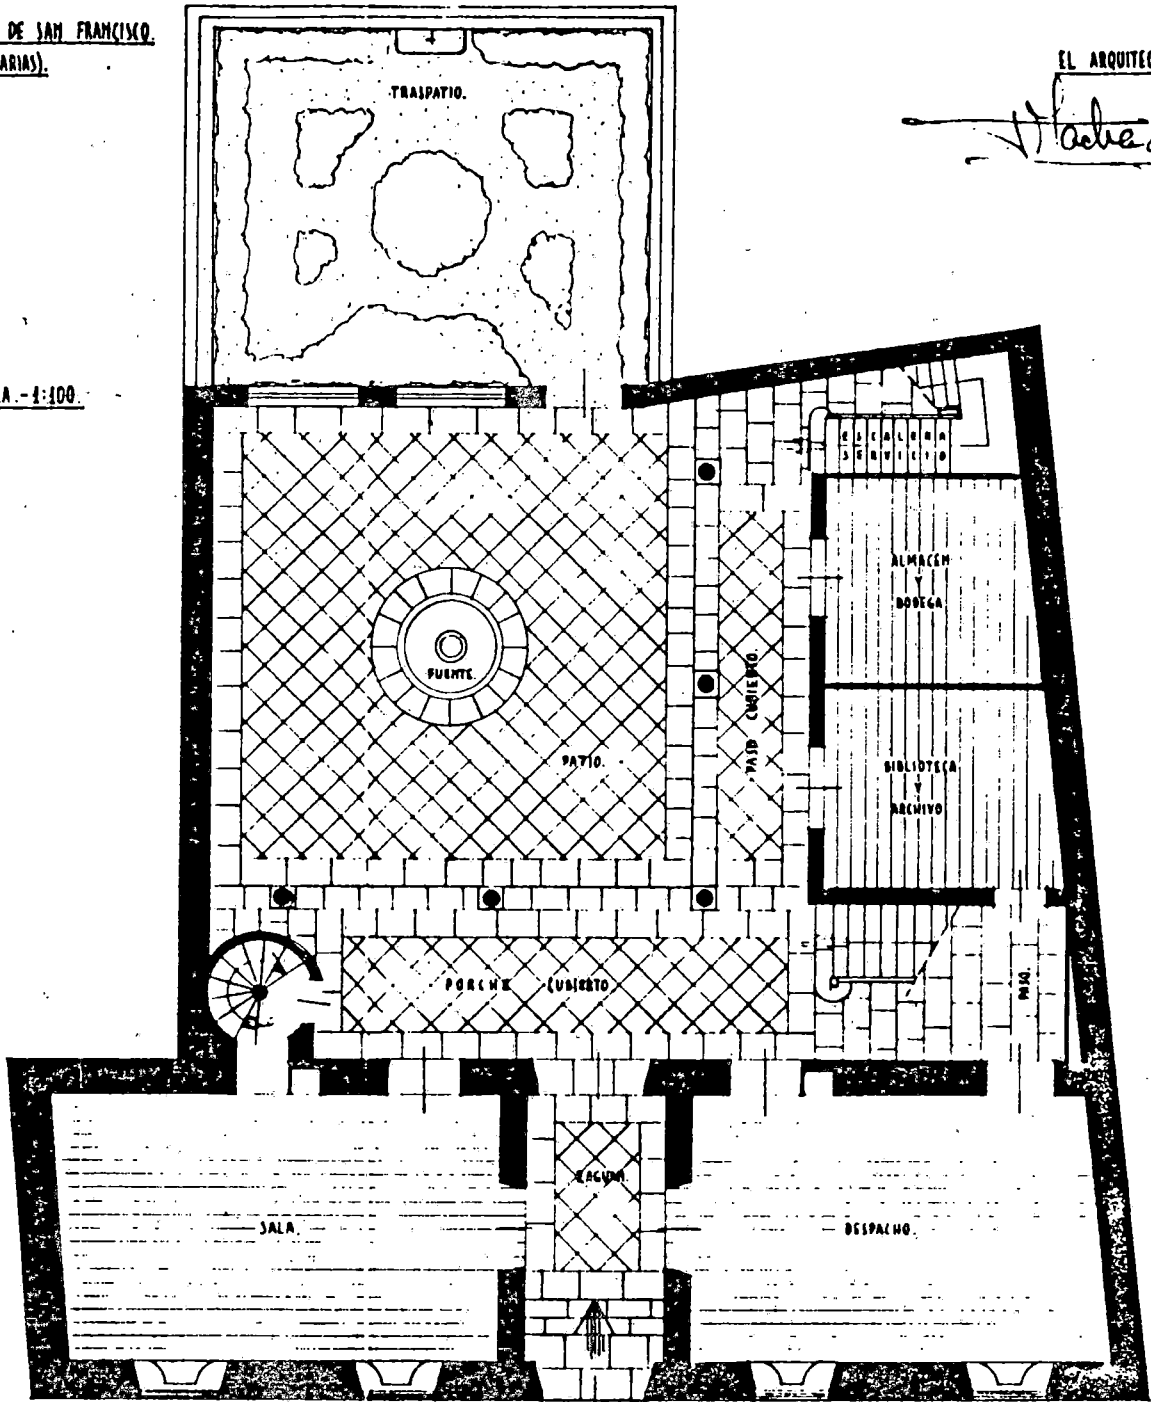 DE SAN FRANCISCO.
ARIAS).
EL ARQUITEC
TRASPATIO.
A.-1:100.
ESCALERA
SERVICIO
ALMACEN
Y
BODEGA
FUENTE.
PATIO.
PASO CUBIERTO.
BIBLIOTECA
Y
ARCHIVO
PORCHE CUBIERTO
PASO.
ZAGUAN.
SALA.
DESPACHO.